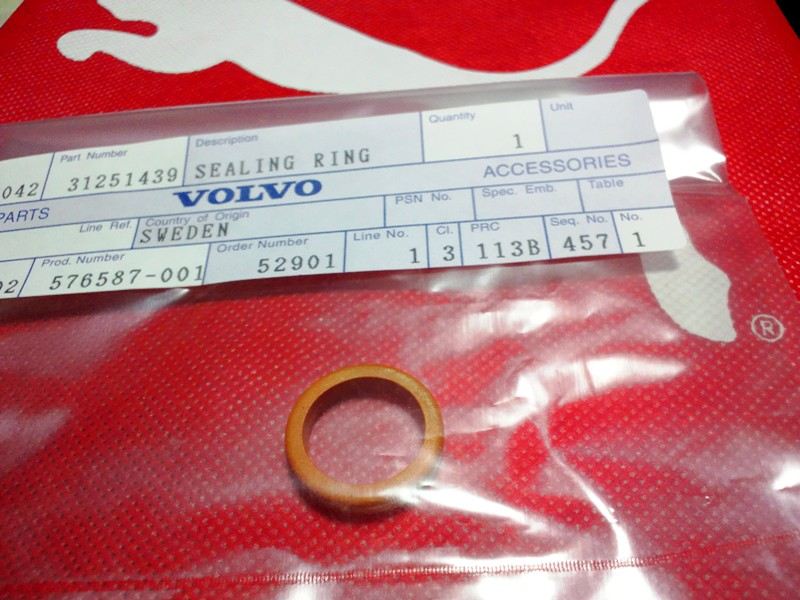 Part Number Description Quantity Unit
042 31251439 SEALING RING 1
PARTS VOLVO ACCESSORIES
Line Ref. Country of Origin PSN No. Spec. Emb. Table
SWEDEN
Prod. Number Order Number Line No. Cl. PRC Seq. No. No.
02 576587-001 52901 1 3 113B 457 1
®